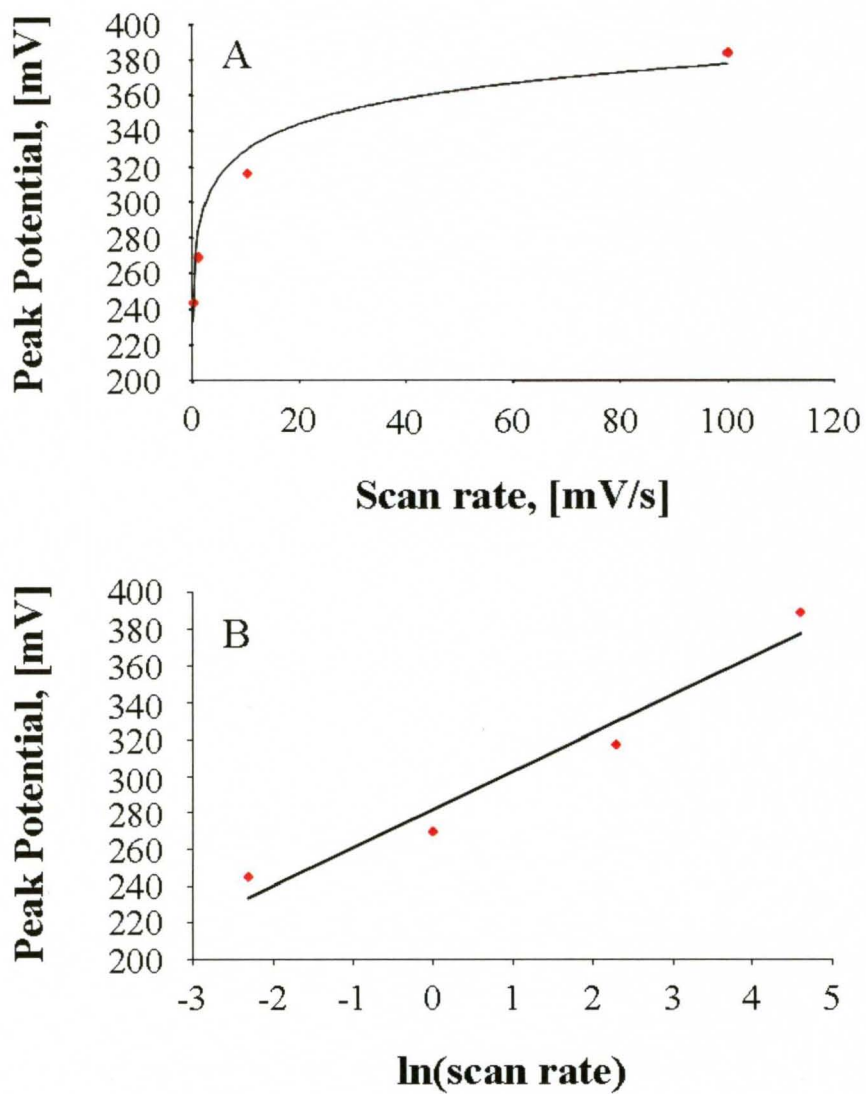 A
Peak Potential, [mV]
400
380
360
340
320
300
280
260
240
220
200
0 20 40 60 80 100 120
Scan rate, [mV/s]
B
Peak Potential, [mV]
400
380
360
340
320
300
280
260
240
220
200
-3 -2 -1 0 1 2 3 4 5
ln(scan rate)